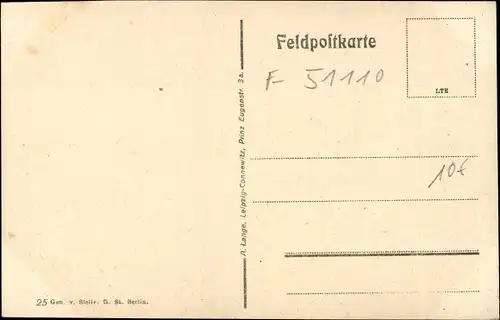 Feldpostkarte
F 51110
LTE
10€
A. Lange, Leipzig-Connewitz, Prinz Eugenstr. 3a.
25 Gen. v. Stellv. G. St. Berlin.